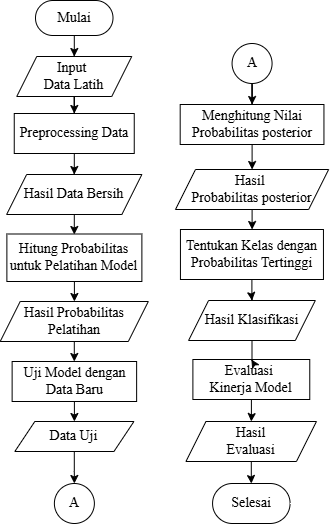 Mulai
Input
Data Latih
Preprocessing Data
Hasil Data Bersih
Hitung Probabilitas
untuk Pelatihan Model
Hasil Probabilitas
Pelatihan
Uji Model dengan
Data Baru
Data Uji
A
A
Menghitung Nilai
Probabilitas posterior
Hasil
Probabilitas posterior
Tentukan Kelas dengan
Probabilitas Tertinggi
Hasil Klasifikasi
Evaluasi
Kinerja Model
Hasil
Evaluasi
Selesai